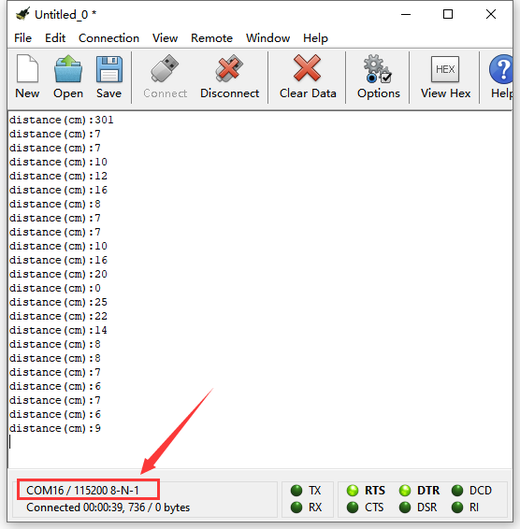 Untitled_0 *
File Edit Connection View Remote Window Help
HEX
New Open Save Connect Disconnect Clear Data Options View Hex Help
distance(cm):301
distance(cm):7
distance(cm):7
distance(cm):10
distance(cm):12
distance(cm):16
distance(cm):8
distance(cm):7
distance(cm):7
distance(cm):10
distance(cm):16
distance(cm):20
distance(cm):0
distance(cm):25
distance(cm):22
distance(cm):14
distance(cm):8
distance(cm):8
distance(cm):7
distance(cm):6
distance(cm):7
distance(cm):6
distance(cm):9
COM16 / 115200 8-N-1 TX RTS DTR DCD
Connected 00:00:39, 736 / 0 bytes RX CTS DSR RI